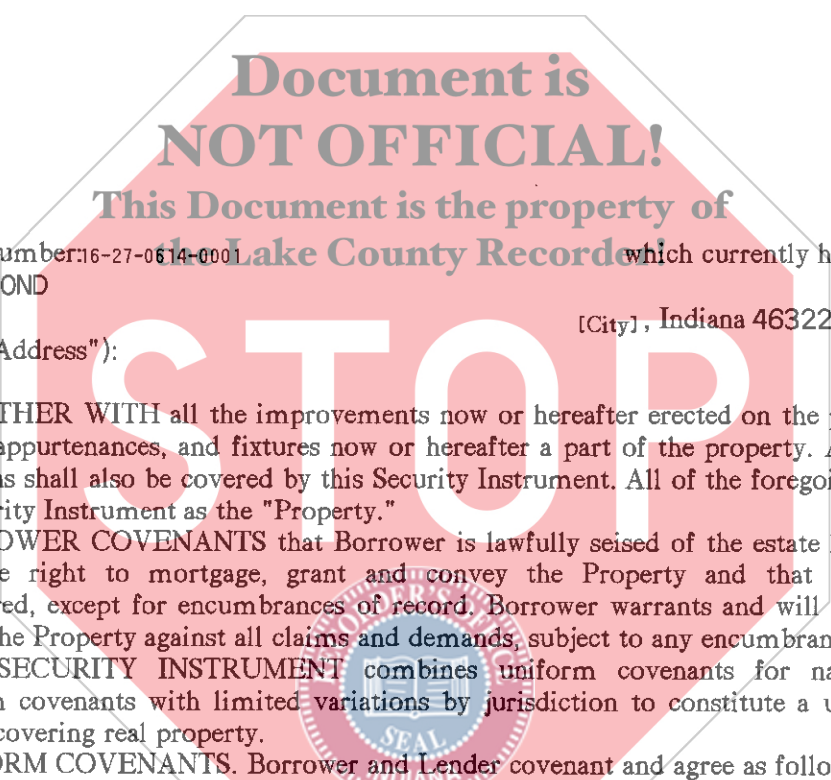 Document is
NOT OFFICIAL!
This Document is the property of
the Lake County Recorder!
umber:16-27-0614-0001 which currently h
OND
[City], Indiana 46322
Address"):
THER WITH all the improvements now or hereafter erected on the
appurtenances, and fixtures now or hereafter a part of the property. A
ns shall also be covered by this Security Instrument. All of the foregoi
rity Instrument as the "Property."
OWER COVENANTS that Borrower is lawfully seised of the estate
e right to mortgage, grant and convey the Property and that
ed, except for encumbrances of record. Borrower warrants and will
he Property against all claims and demands, subject to any encumbran
SECURITY INSTRUMENT combines uniform covenants for na
n covenants with limited variations by jurisdiction to constitute a u
covering real property.
ORM COVENANTS. Borrower and Lender covenant and agree as follo
STOP
RECORDER'S OFFICE
SEAL